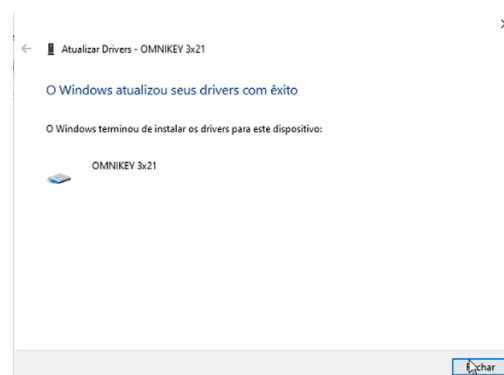 Atualizar Drivers - OMNIKEY 3x21
O Windows atualizou seus drivers com êxito
O Windows terminou de instalar os drivers para este dispositivo:
OMNIKEY 3x21
Fechar